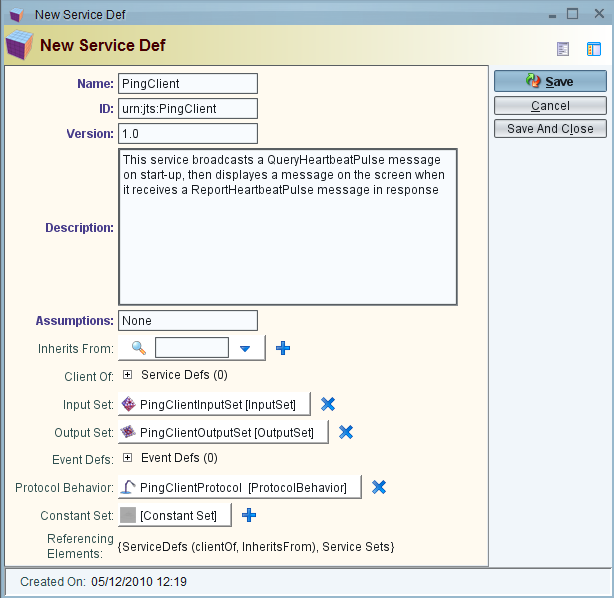 New Service Def
New Service Def
Name: PingClient
ID: urn:jts:PingClient
Version: 1.0
Description: This service broadcasts a QueryHeartbeatPulse message
on start-up, then displayes a message on the screen when
it receives a ReportHeartbeatPulse message in response
Assumptions: None
Inherits From:
Client Of: Service Defs (0)
Input Set: PingClientInputSet [InputSet]
Output Set: PingClientOutputSet [OutputSet]
Event Defs: Event Defs (0)
Protocol Behavior: PingClientProtocol [ProtocolBehavior]
Constant Set: [Constant Set]
Referencing
Elements: {ServiceDefs (clientOf, InheritsFrom), Service Sets}
Save
Cancel
Save And Close
Created On: 05/12/2010 12:19